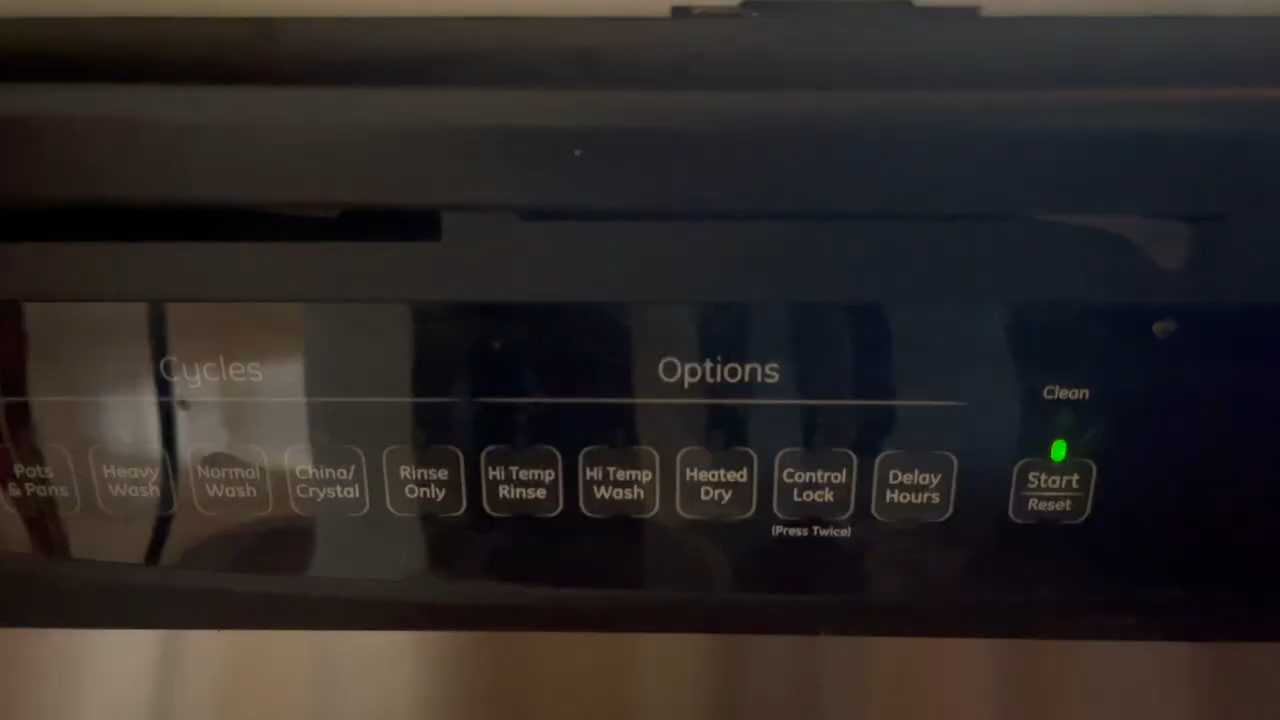 Cycles
Options
Clean
Pots
& Pans
Heavy
Wash
Normal
Wash
China/
Crystal
Rinse
Only
Hi Temp
Rinse
Hi Temp
Wash
Heated
Dry
Control
Lock
(Press Twice)
Delay
Hours
Start
Reset